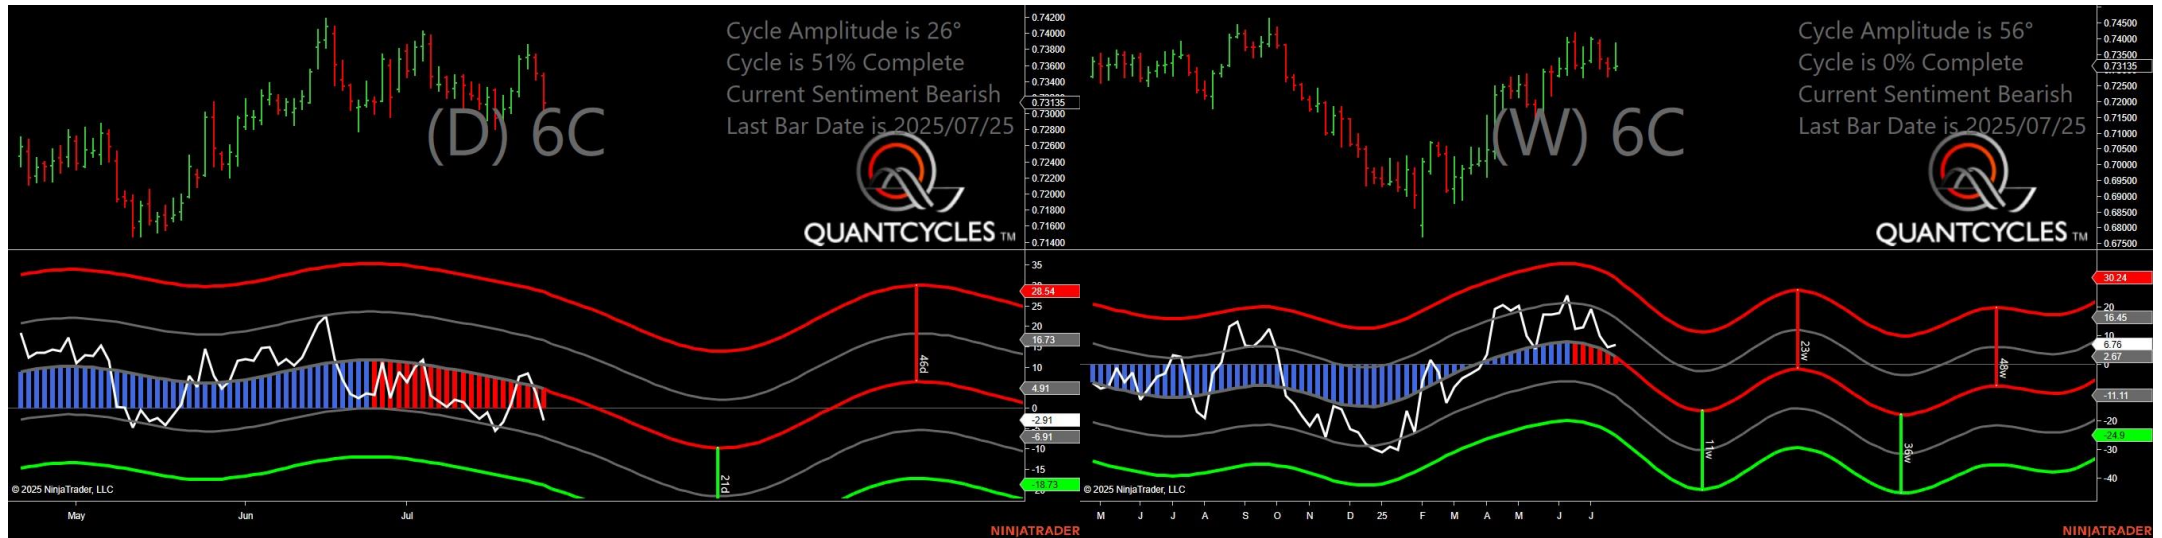 Cycle Amplitude is 26°
Cycle is 51% Complete
Current Sentiment Bearish
Last Bar Date is 2025/07/25
(D) 6C
QUANTCYCLES TM
0.74200
0.74000
0.73800
0.73600
0.73400
0.73135
0.73000
0.72800
0.72600
0.72400
0.72200
0.72000
0.71800
0.71600
0.71400
35
28.54
25
20
16.73
15
10
4.91
0
-2.91
-6.91
-10
-15
-18.73
46d
21d
© 2025 NinjaTrader, LLC
May
Jun
Jul
NINJATRADER
Cycle Amplitude is 56°
Cycle is 0% Complete
Current Sentiment Bearish
Last Bar Date is 2025/07/25
(W) 6C
QUANTCYCLES TM
0.74500
0.74000
0.73500
0.73135
0.72500
0.72000
0.71500
0.71000
0.70500
0.70000
0.69500
0.69000
0.68500
0.68000
0.67500
30.24
20
16.45
10
6.76
2.67
0
-11.11
-20
-24.9
-30
-40
23w
48w
11w
36w
© 2025 NinjaTrader, LLC
M
J
J
A
S
O
N
D
25
F
M
A
M
J
J
NINJATRADER